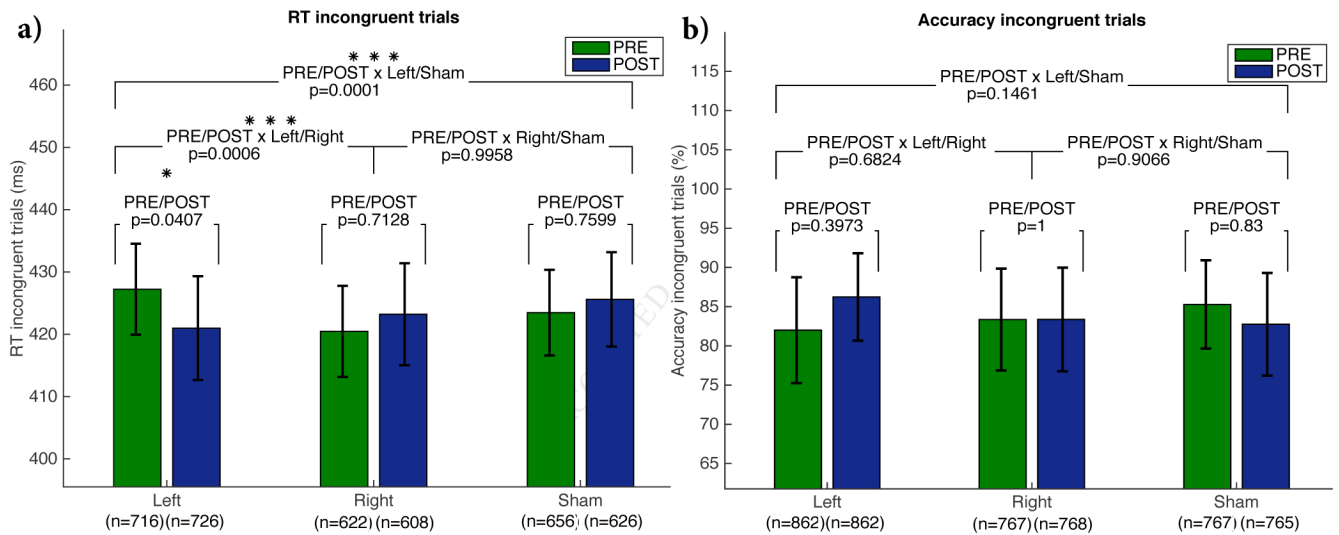 a)
RT incongruent trials
PRE
POST
* * *
PRE/POST x Left/Sham
p=0.0001
* * *
PRE/POST x Left/Right
p=0.0006
PRE/POST x Right/Sham
p=0.9958
*
PRE/POST
p=0.0407
PRE/POST
p=0.7128
PRE/POST
p=0.7599
RT incongruent trials (ms)
460
450
440
430
420
410
400
Left
Right
Sham
(n=716)(n=726)
(n=622)(n=608)
(n=656)(n=626)
b)
Accuracy incongruent trials
PRE
POST
PRE/POST x Left/Sham
p=0.1461
PRE/POST x Left/Right
p=0.6824
PRE/POST x Right/Sham
p=0.9066
PRE/POST
p=0.3973
PRE/POST
p=1
PRE/POST
p=0.83
Accuracy incongruent trials (%)
115
110
105
100
95
90
85
80
75
70
65
Left
Right
Sham
(n=862)(n=862)
(n=767)(n=768)
(n=767)(n=765)